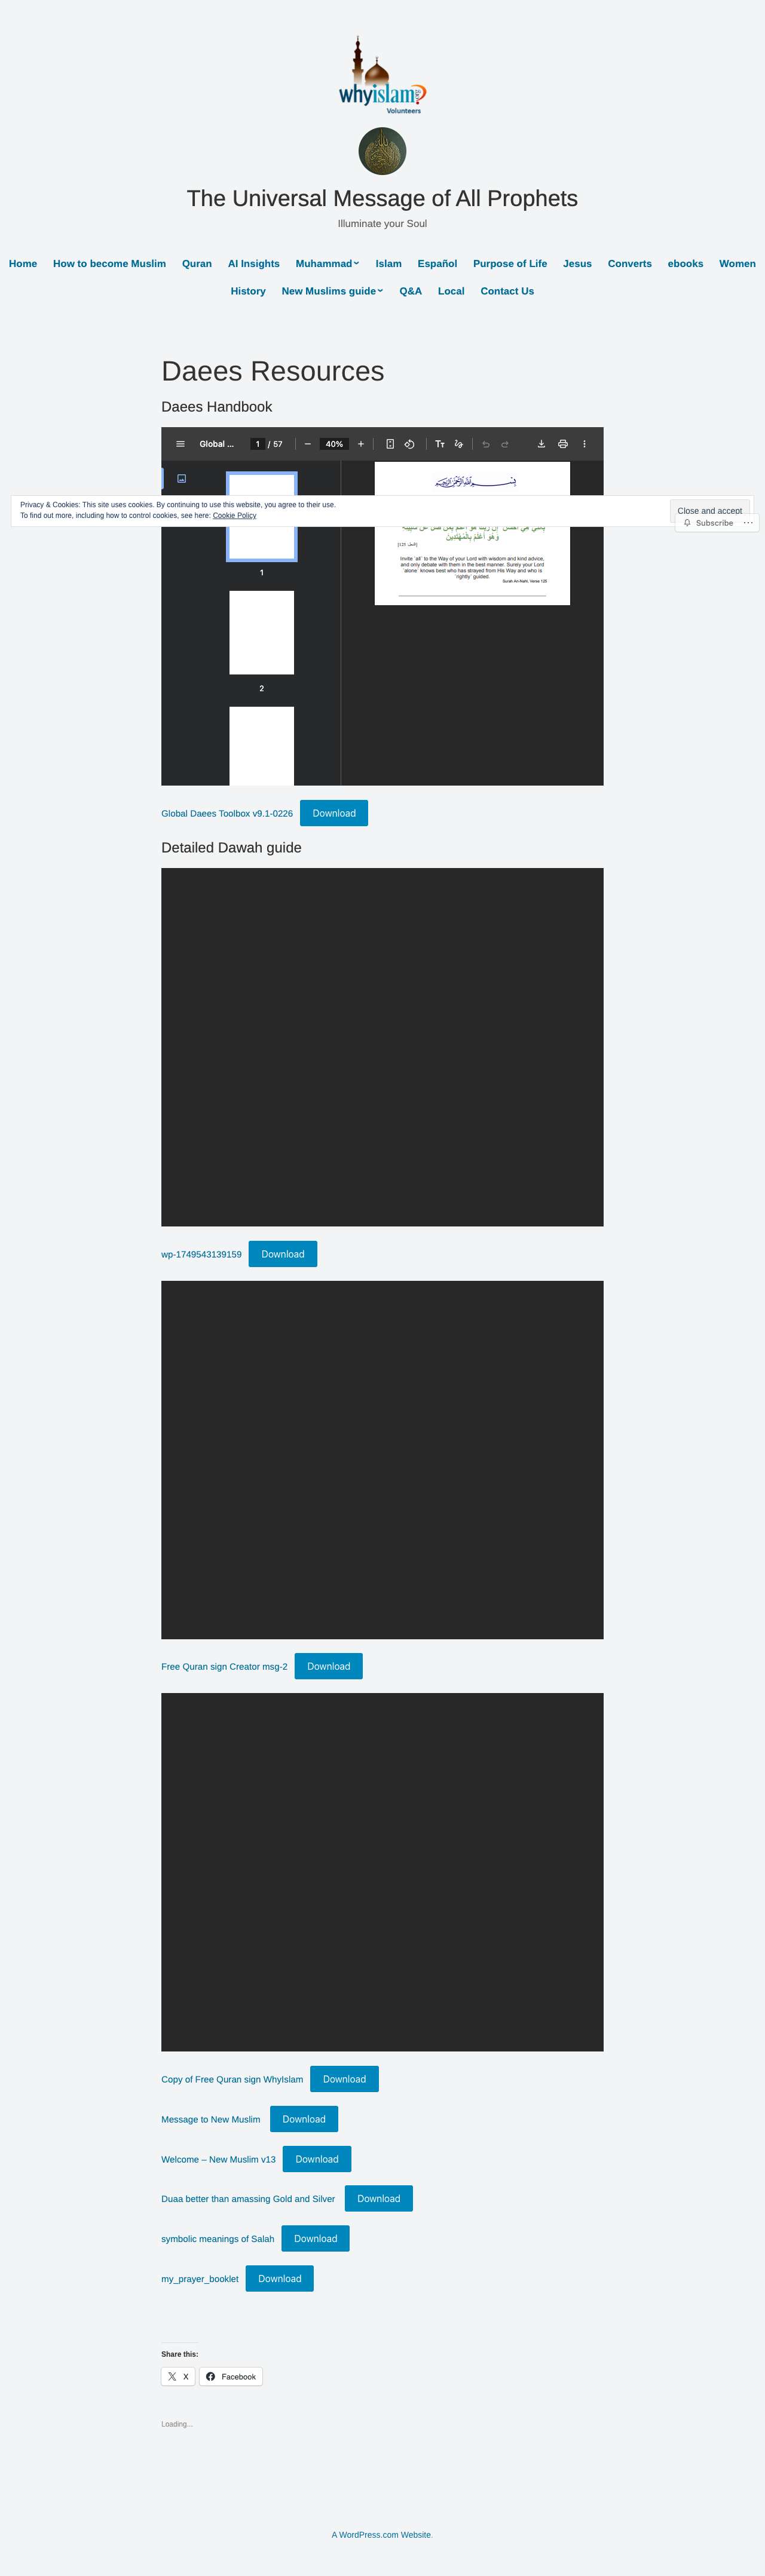 whyislam?
Volunteers
The Universal Message of All Prophets
Illuminate your Soul
Home How to become Muslim Quran AI Insights Muhammad Islam Español Purpose of Life Jesus Converts ebooks Women
History New Muslims guide Q&A Local Contact Us
Daees Resources
Daees Handbook
Global ... 1 / 57 40%
Privacy & Cookies: This site uses cookies. By continuing to use this website, you agree to their use.
To find out more, including how to control cookies, see here: Cookie Policy
Close and accept
Subscribe
وَهُوَ أَعْلَمُ بِالْمُهْتَدِينَ
Invite ˹all˺ to the Way of your Lord with wisdom and kind advice,
and only debate with them in the best manner. Surely your Lord
˹alone˺ knows best who has strayed from His Way and who is
˹rightly˺ guided.
Surah An-Nahl, Verse 125
1
2
Global Daees Toolbox v9.1-0226 Download
Detailed Dawah guide
wp-1749543139159 Download
Free Quran sign Creator msg-2 Download
Copy of Free Quran sign WhyIslam Download
Message to New Muslim Download
Welcome – New Muslim v13 Download
Duaa better than amassing Gold and Silver Download
symbolic meanings of Salah Download
my_prayer_booklet Download
Share this:
X Facebook
Loading...
A WordPress.com Website.